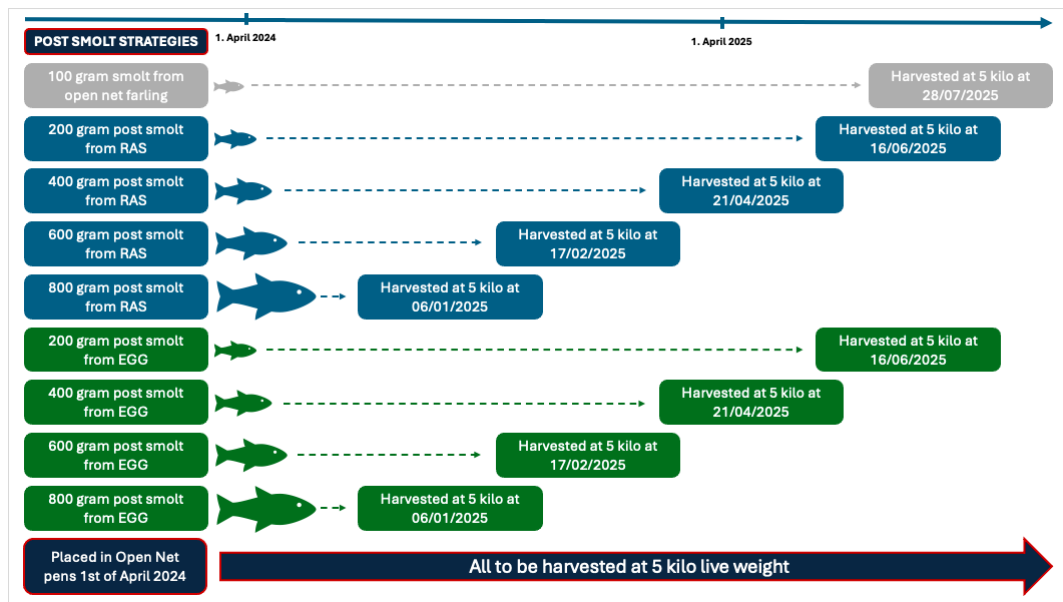 1. April 2024
1. April 2025
POST SMOLT STRATEGIES
100 gram smolt from
open net farling
Harvested at 5 kilo at
28/07/2025
200 gram post smolt
from RAS
Harvested at 5 kilo at
16/06/2025
400 gram post smolt
from RAS
Harvested at 5 kilo at
21/04/2025
600 gram post smolt
from RAS
Harvested at 5 kilo at
17/02/2025
800 gram post smolt
from RAS
Harvested at 5 kilo at
06/01/2025
200 gram post smolt
from EGG
Harvested at 5 kilo at
16/06/2025
400 gram post smolt
from EGG
Harvested at 5 kilo at
21/04/2025
600 gram post smolt
from EGG
Harvested at 5 kilo at
17/02/2025
800 gram post smolt
from EGG
Harvested at 5 kilo at
06/01/2025
Placed in Open Net
pens 1st of April 2024
All to be harvested at 5 kilo live weight